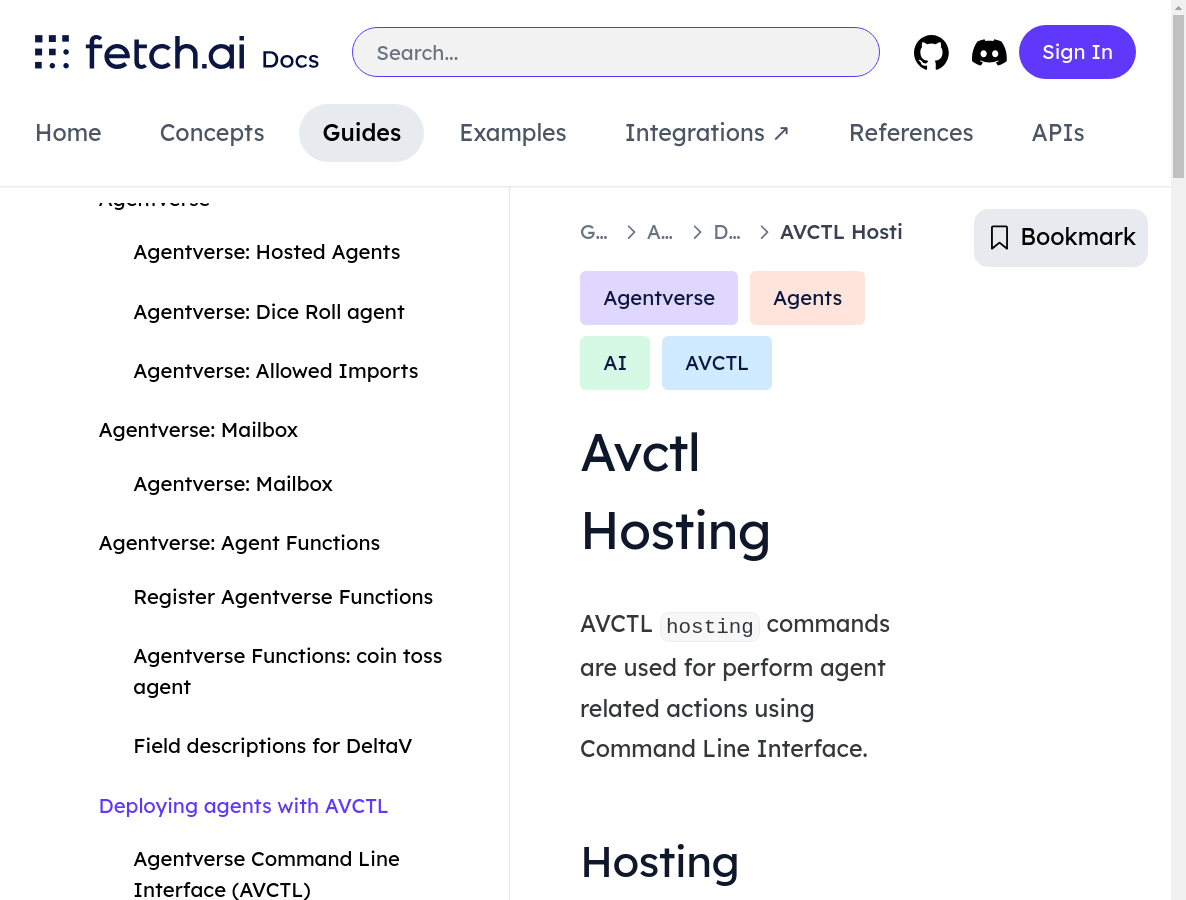 fetch.ai Docs
Search...
Sign In
Home
Concepts
Guides
Examples
Integrations ↗
References
APIs
Agentverse
Agentverse: Hosted Agents
Agentverse: Dice Roll agent
Agentverse: Allowed Imports
Agentverse: Mailbox
Agentverse: Mailbox
Agentverse: Agent Functions
Register Agentverse Functions
Agentverse Functions: coin toss
agent
Field descriptions for DeltaV
Deploying agents with AVCTL
Agentverse Command Line
Interface (AVCTL)
G… > A… > D… > AVCTL Hosti
Bookmark
Agentverse
Agents
AI
AVCTL
Avctl
Hosting
AVCTL hosting commands
are used for perform agent
related actions using
Command Line Interface.
Hosting